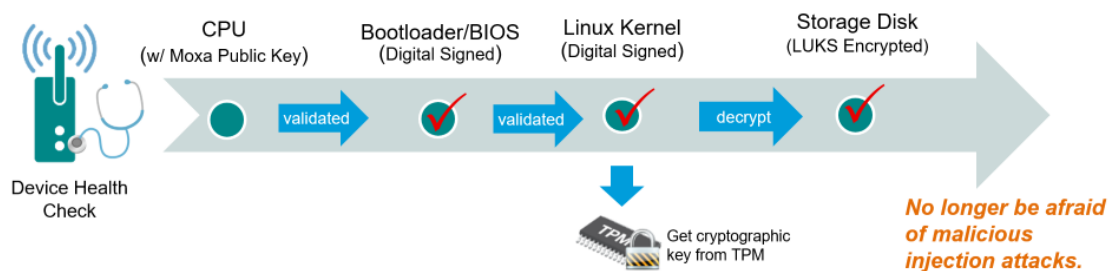 CPU
(w/ Moxa Public Key)
Bootloader/BIOS
(Digital Signed)
Linux Kernel
(Digital Signed)
Storage Disk
(LUKS Encrypted)
validated
validated
decrypt
Device Health
Check
TPM
Get cryptographic
key from TPM
No longer be afraid
of malicious
injection attacks.